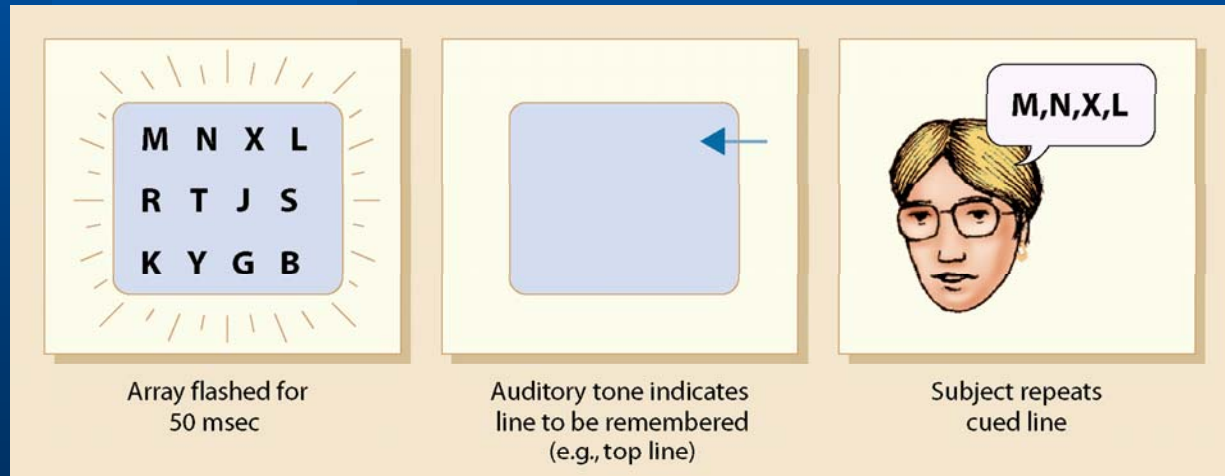 M N X L
R T J S
K Y G B
Array flashed for
50 msec
Auditory tone indicates
line to be remembered
(e.g., top line)
M,N,X,L
Subject repeats
cued line